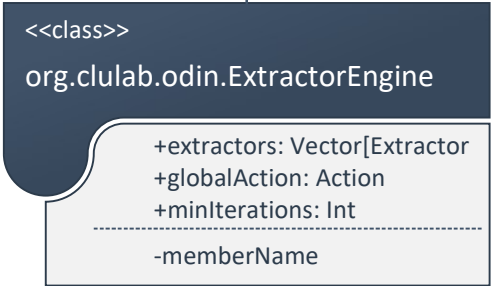 <<class>>
org.clulab.odin.ExtractorEngine
+extractors: Vector[Extractor
+globalAction: Action
+minIterations: Int
-memberName